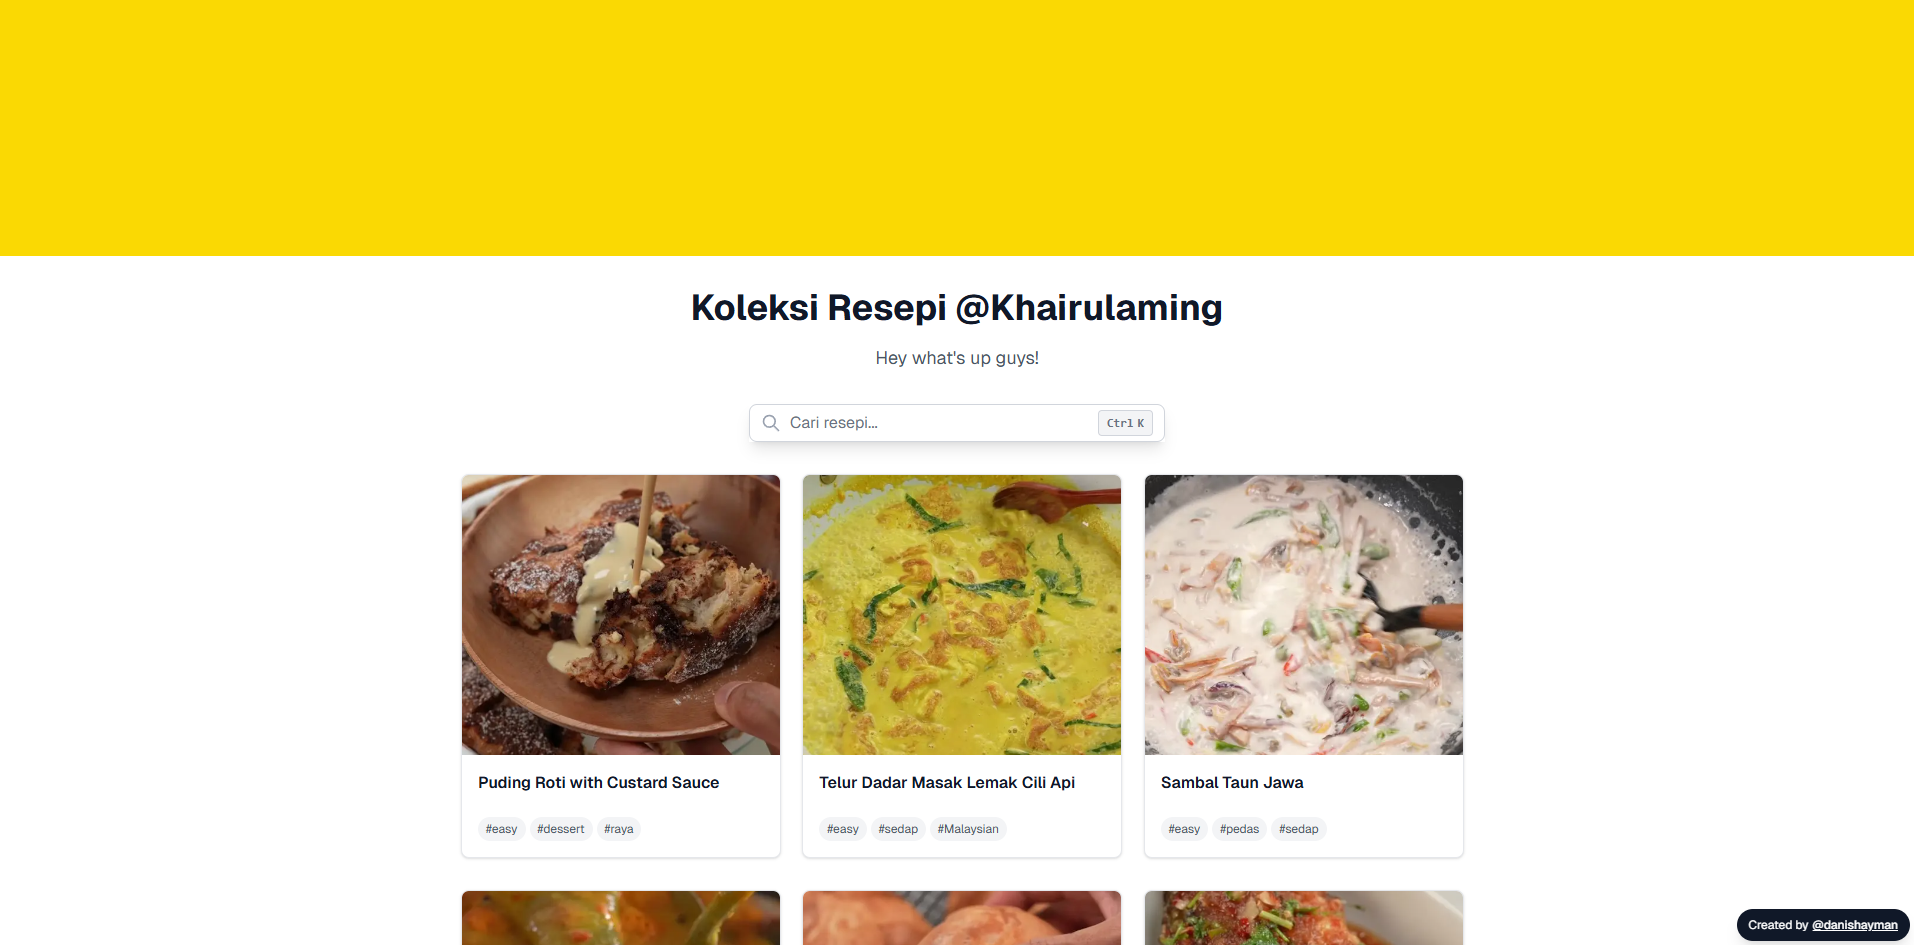 Koleksi Resepi @Khairulaming
Hey what's up guys!
Cari resepi...
Ctrl K
Puding Roti with Custard Sauce
#easy #dessert #raya
Telur Dadar Masak Lemak Cili Api
#easy #sedap #Malaysian
Sambal Taun Jawa
#easy #pedas #sedap
Created by @danishayman